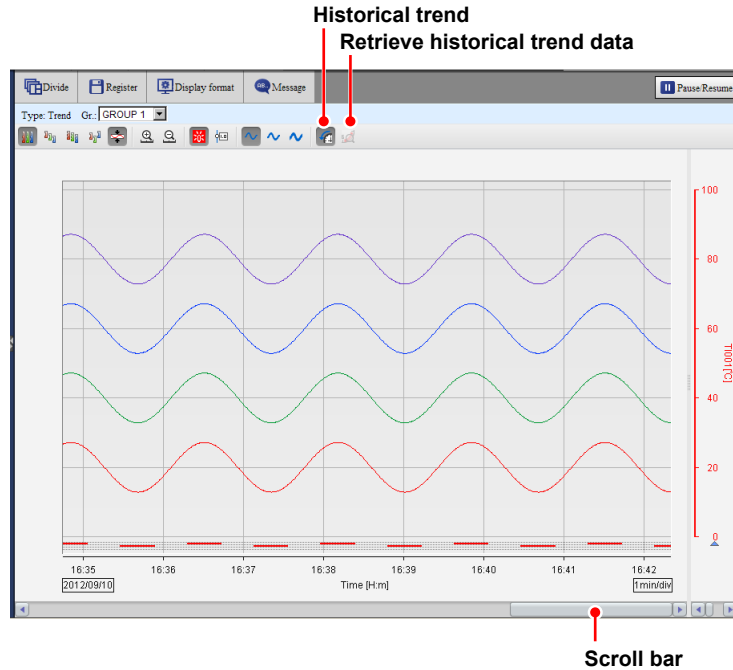 Historical trend
Retrieve historical trend data
Divide Register Display format Message Pause/Resume
Type: Trend Gr.: GROUP 1
100
80
60
40
20
0
TI001[C]
16:35 16:36 16:37 16:38 16:39 16:40 16:41 16:42
2012/09/10 Time [H:m] 1min/div
Scroll bar